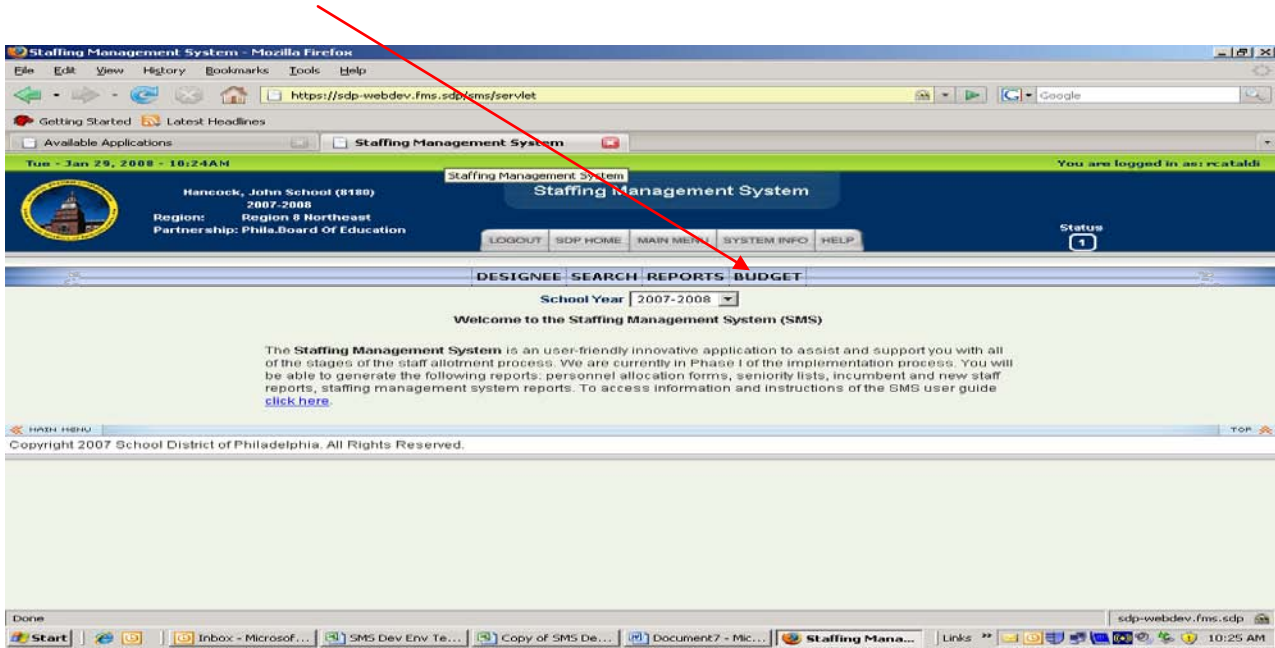 Staffing Management System - Mozilla Firefox
File Edit View History Bookmarks Tools Help
https://sdp-webdev.fms.sdp/sms/servlet
Google
Getting Started Latest Headlines
Available Applications Staffing Management System
Tue - Jan 29, 2008 - 10:24AM You are logged in as: rcataldi
Staffing Management System
Hancock, John School (8180) Staffing Management System
2007-2008
Region: Region 8 Northeast
Partnership: Phila.Board Of Education
Status
LOGOUT SDP HOME MAIN MENU SYSTEM INFO HELP 1
DESIGNEE SEARCH REPORTS BUDGET
School Year 2007-2008
Welcome to the Staffing Management System (SMS)
The Staffing Management System is an user-friendly innovative application to assist and support you with all
of the stages of the staff allotment process. We are currently in Phase I of the implementation process. You will
be able to generate the following reports: personnel allocation forms, seniority lists, incumbent and new staff
reports, staffing management system reports. To access information and instructions of the SMS user guide
click here.
MAIN MENU TOP
Copyright 2007 School District of Philadelphia. All Rights Reserved.
Done sdp-webdev.fms.sdp
Start Inbox - Microsof... SMS Dev Env Te... Copy of SMS De... Document7 - Mic... Staffing Mana... Links » 10:25 AM